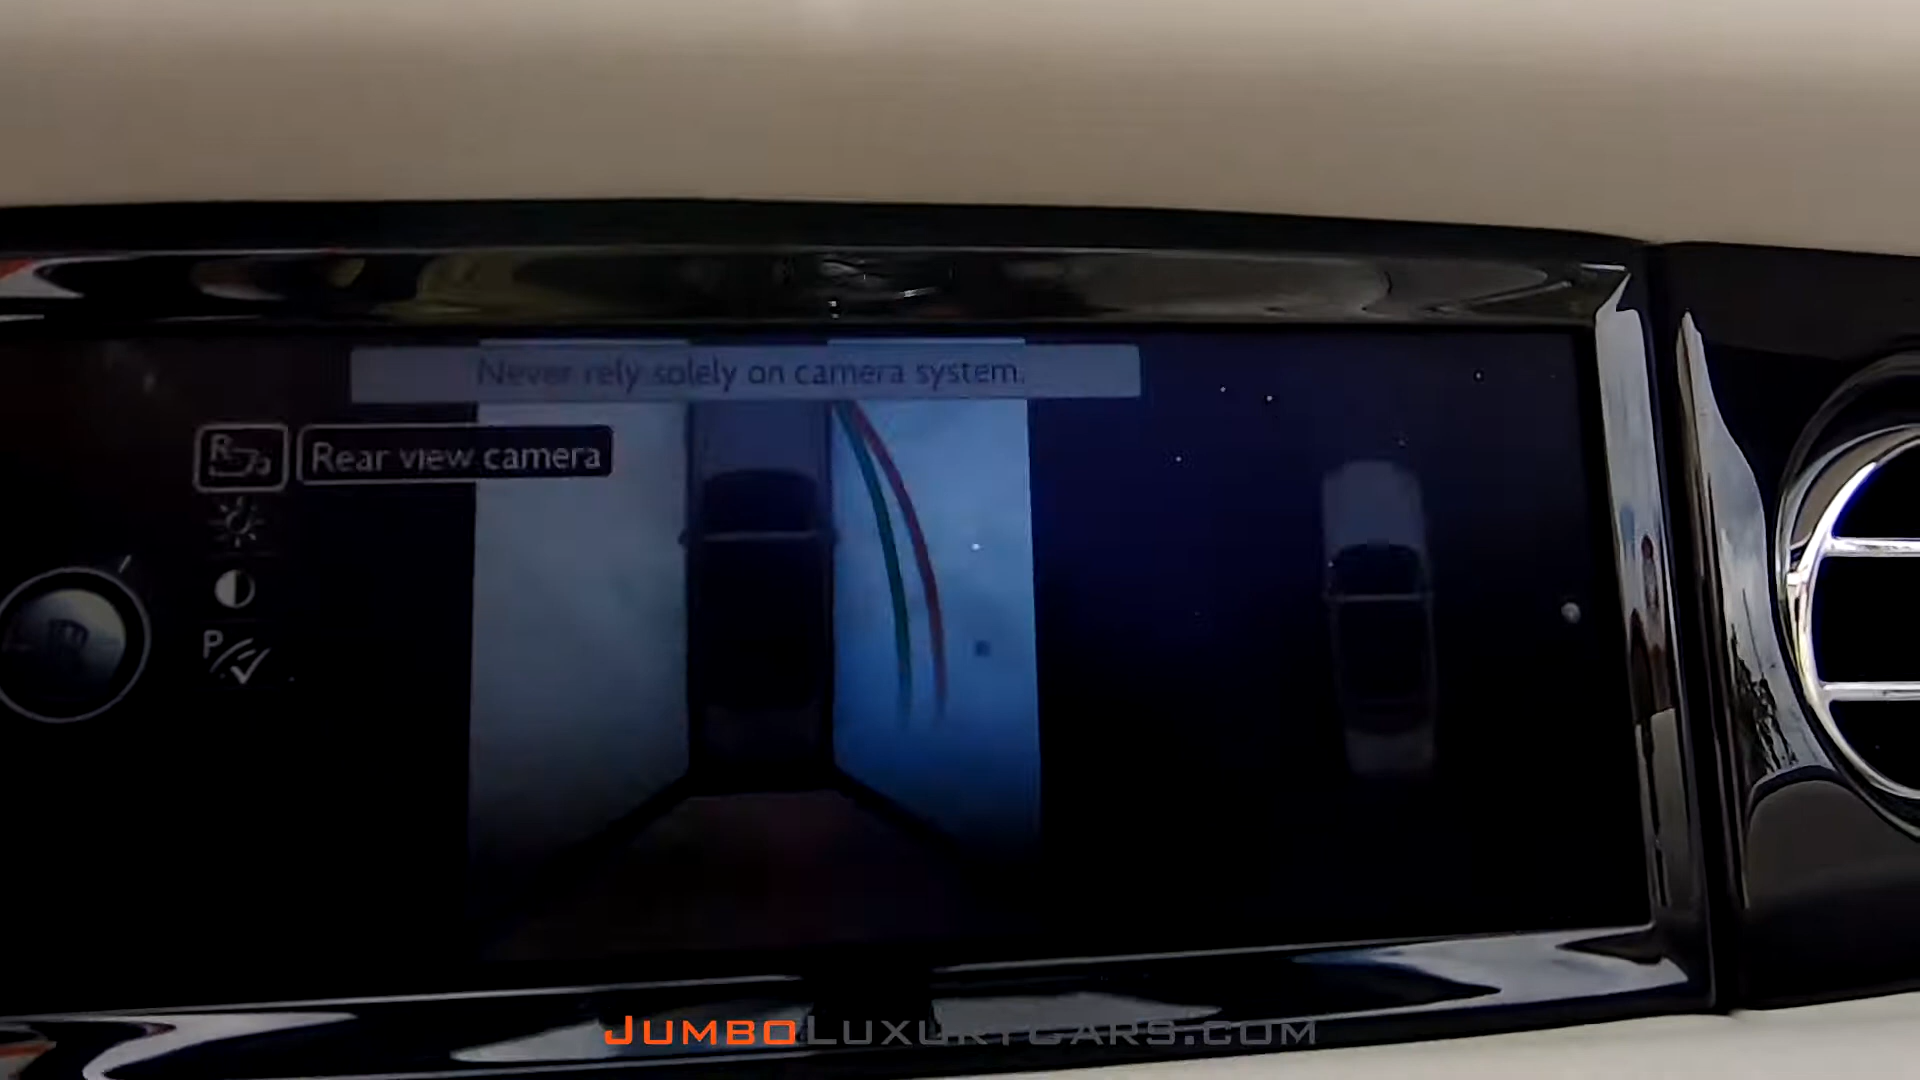 Never rely solely on camera system.
R
Rear view camera
P
JUMBOLUXURYCARS.COM